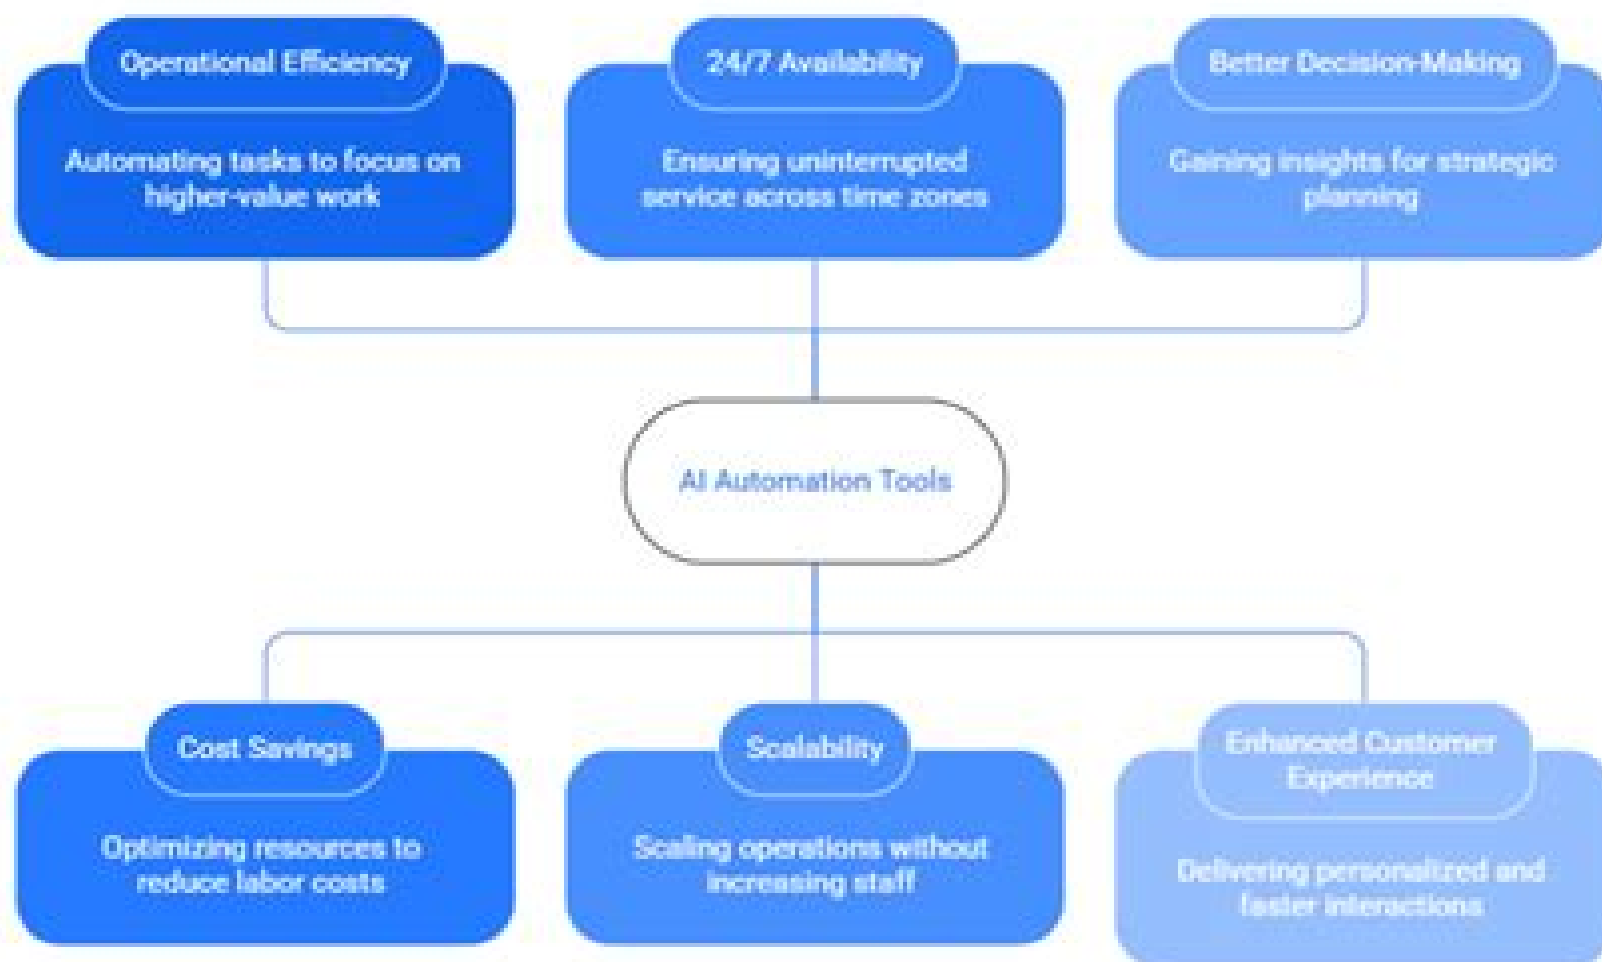 Operational Efficiency
Automating tasks to focus on
higher-value work
24/7 Availability
Ensuring uninterrupted
service across time zones
Better Decision-Making
Gaining insights for strategic
planning
AI Automation Tools
Cost Savings
Optimizing resources to
reduce labor costs
Scalability
Scaling operations without
increasing staff
Enhanced Customer
Experience
Delivering personalized and
faster interactions